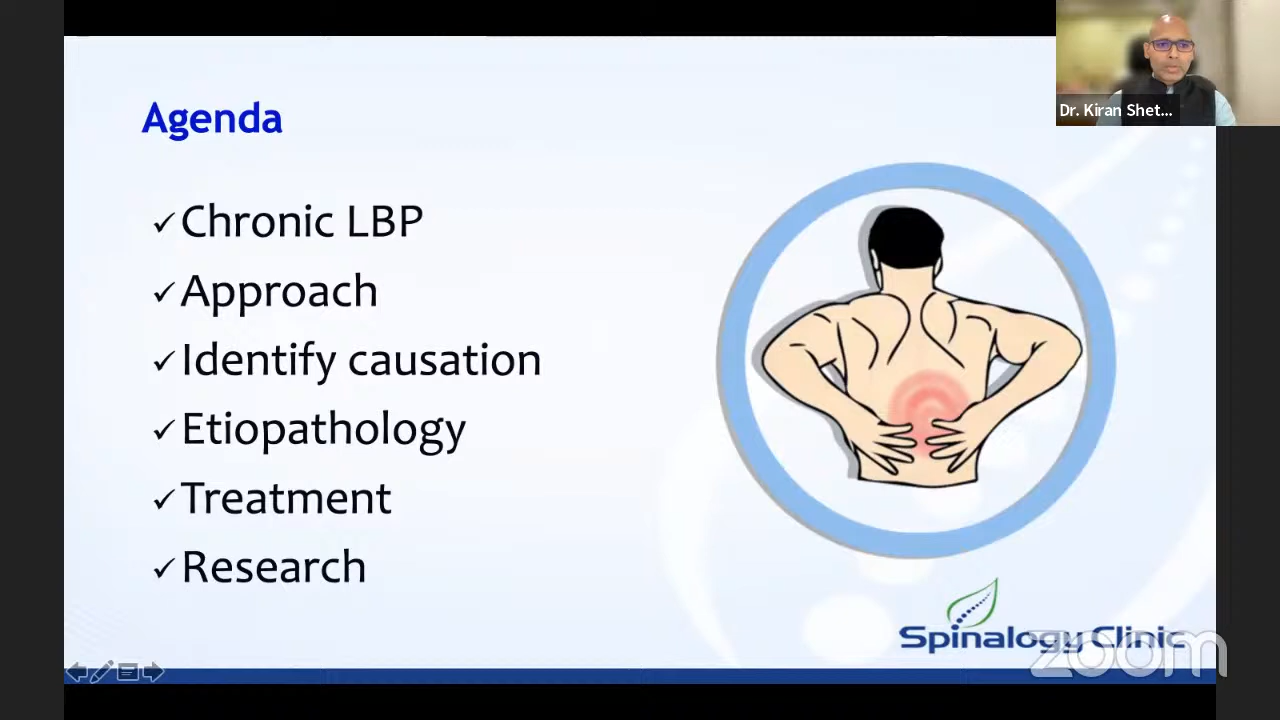 Agenda
✓Chronic LBP
✓Approach
✓Identify causation
✓Etiopathology
✓Treatment
✓Research
Dr. Kiran Shet...
Spinalogy Clinic
zoom